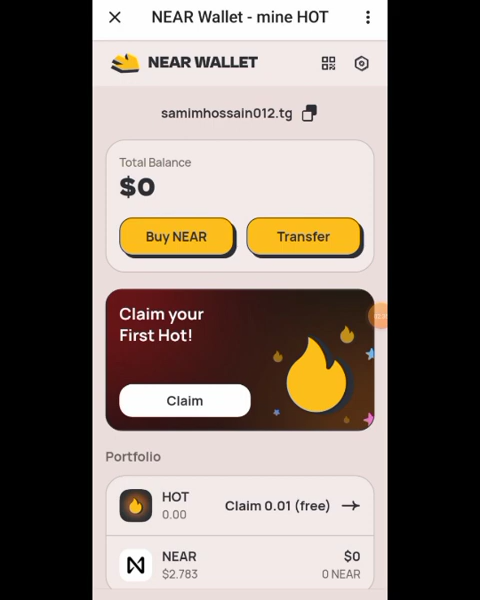 NEAR Wallet - mine HOT
NEAR WALLET
samimhossain012.tg
Total Balance
$0
Buy NEAR
Transfer
Claim your
First Hot!
Claim
Portfolio
HOT
0.00
Claim 0.01 (free)
NEAR
$2.783
$0
0 NEAR